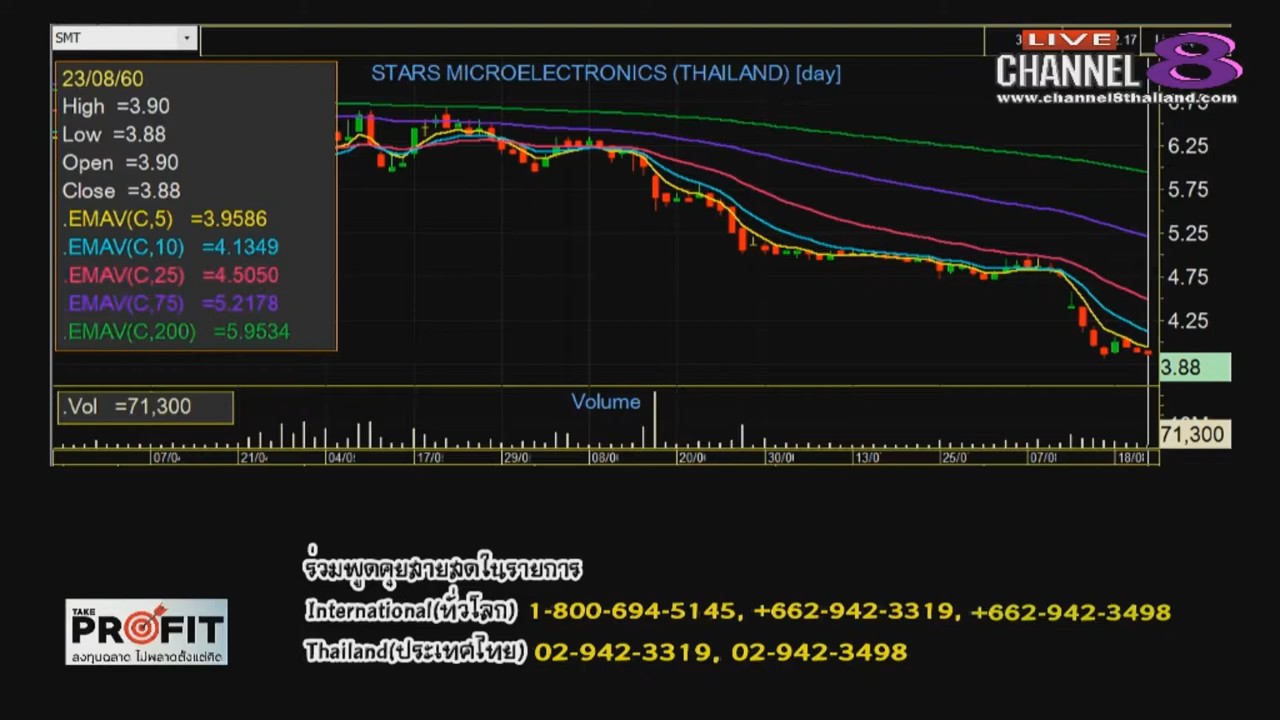 SMT
LIVE
CHANNEL 8
www.channel8thailand.com
STARS MICROELECTRONICS (THAILAND) [day]
23/08/60
High =3.90
Low =3.88
Open =3.90
Close =3.88
.EMAV(C,5) =3.9586
.EMAV(C,10) =4.1349
.EMAV(C,25) =4.5050
.EMAV(C,75) =5.2178
.EMAV(C,200) =5.9534
6.25
5.75
5.25
4.75
4.25
3.88
.Vol =71,300
Volume
71,300
07/0 21/0 04/0 17/0 29/0 08/0 20/0 30/0 13/0 25/0 07/0 18/0
ร่วมพูดคุยสายสดในรายการ
International(ทั่วโลก) 1-800-694-5145, +662-942-3319, +662-942-3498
Thailand(ประเทศไทย) 02-942-3319, 02-942-3498
TAKE
PROFIT
ลงทุนฉลาด ไม่พลาดตั้งแต่คิด